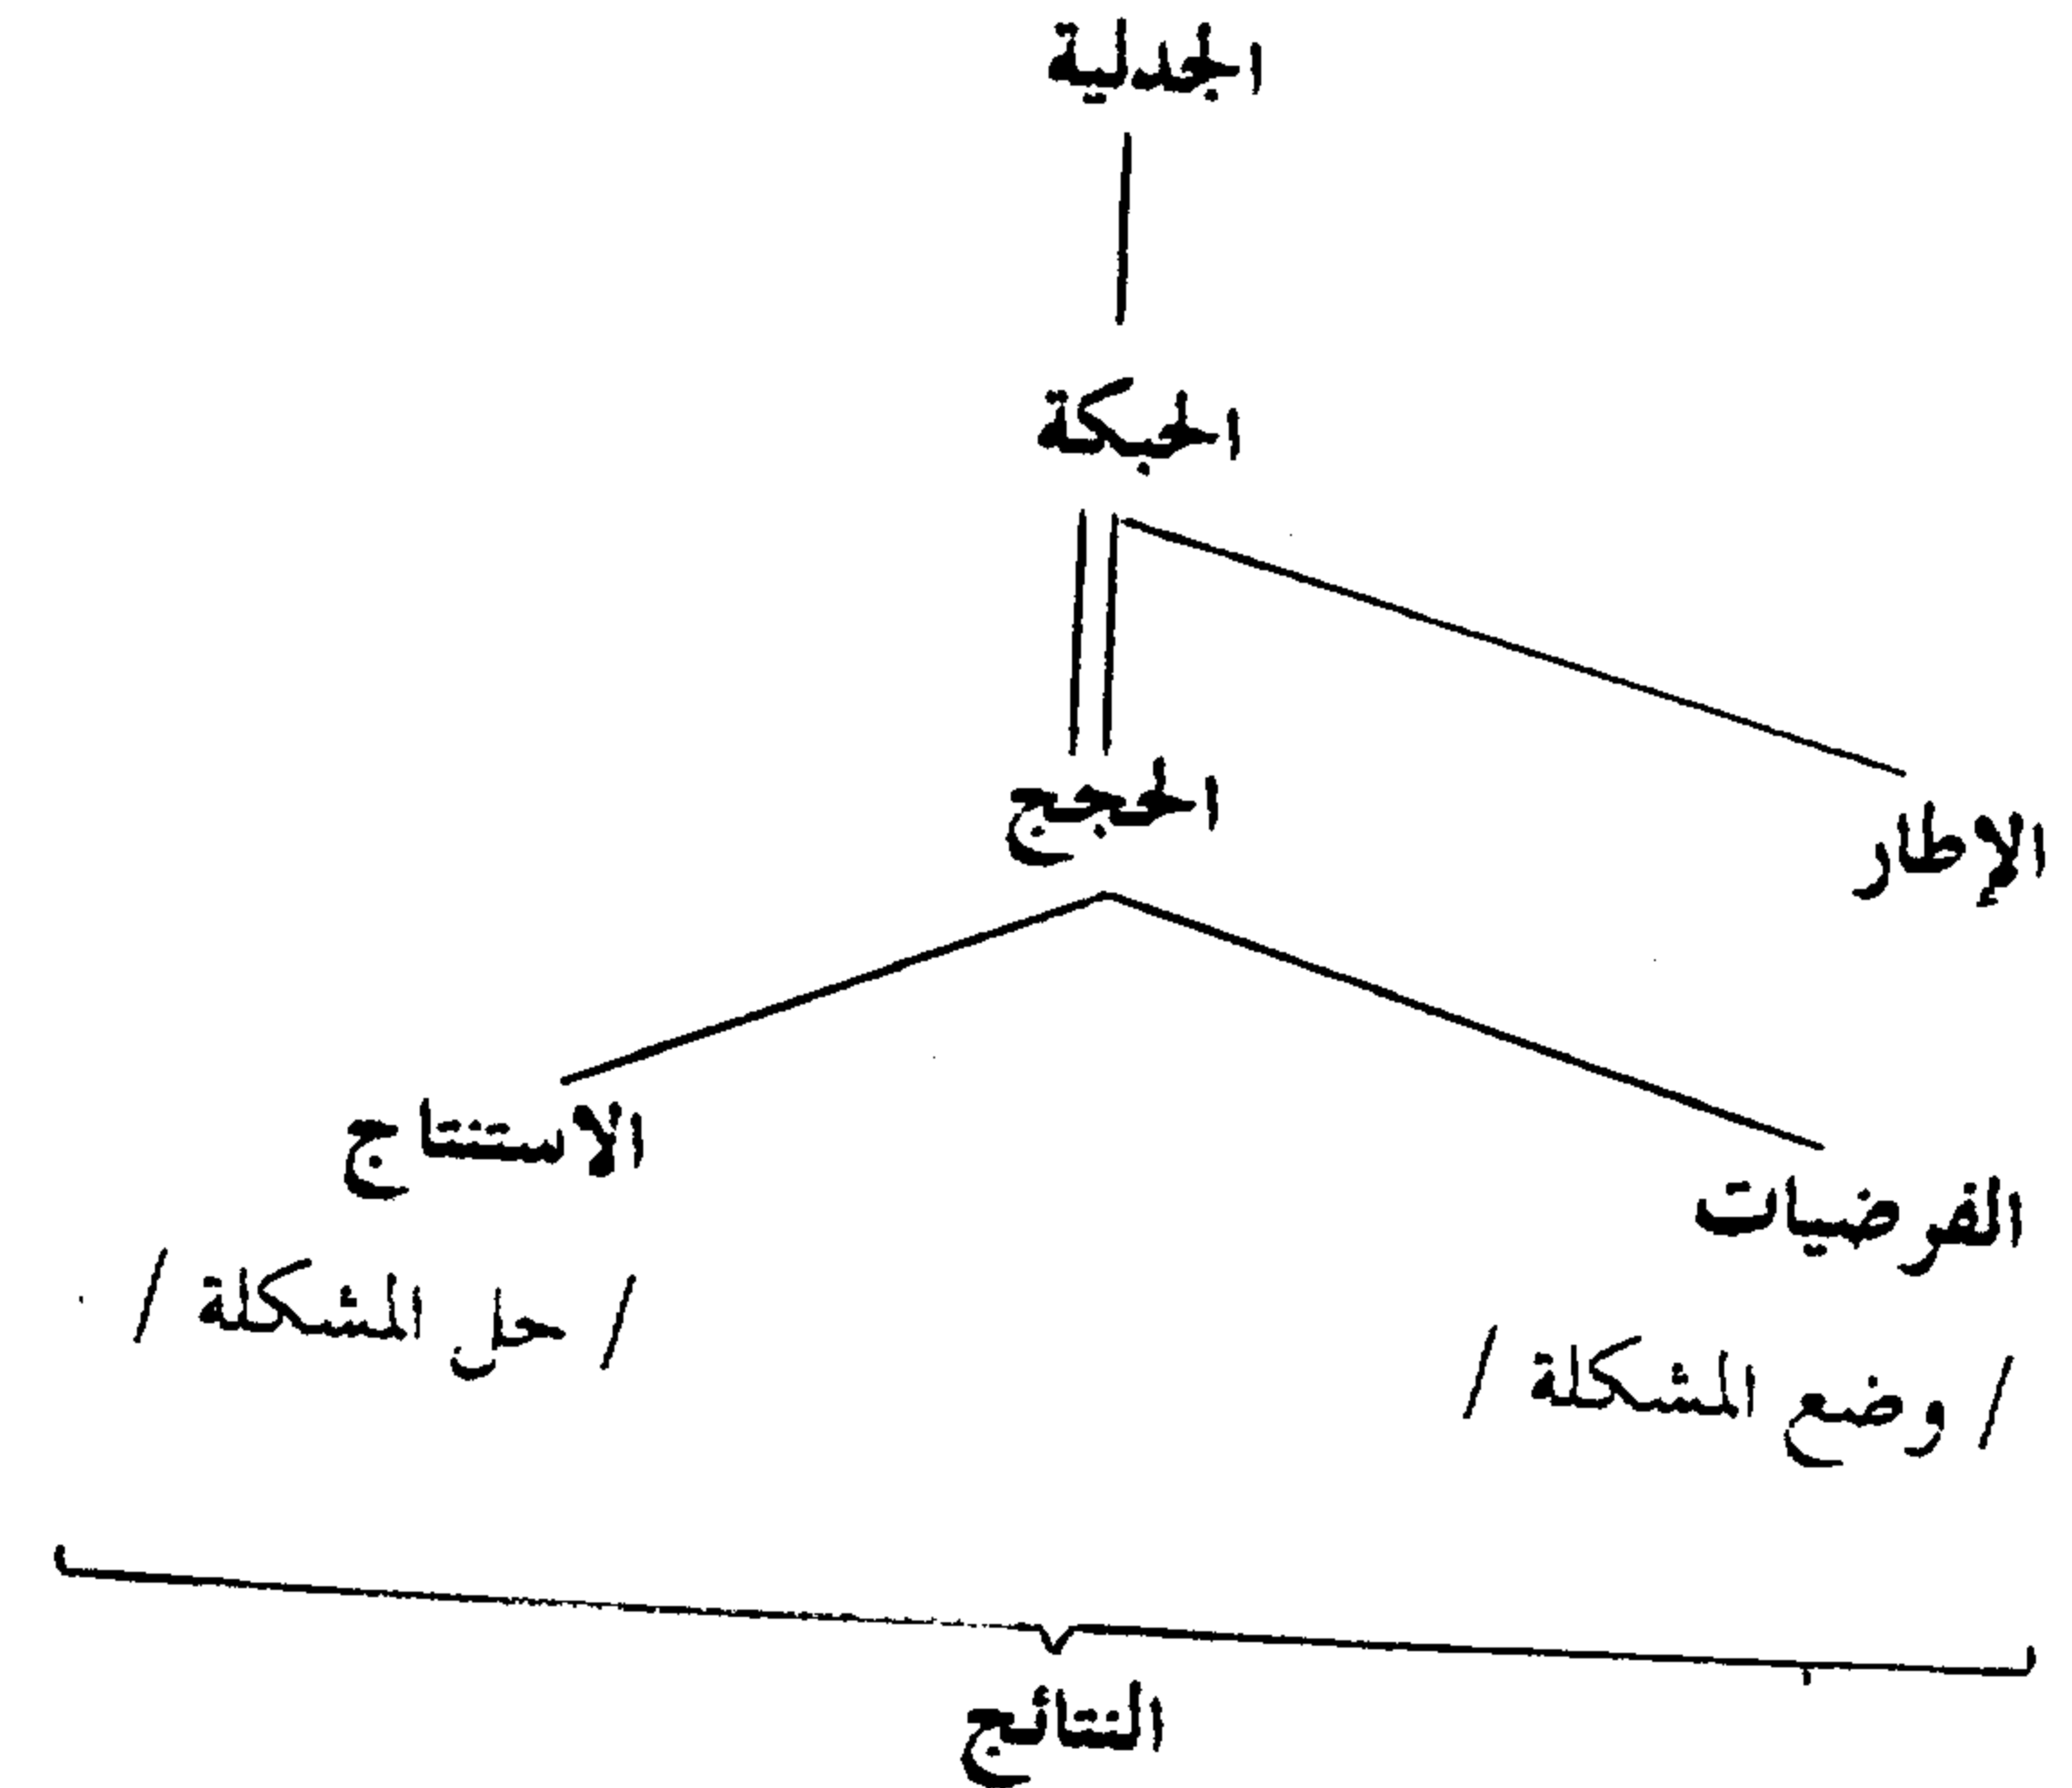 الجدلية
الحبكة
الحجج
الإطار
الاستنتاج
الفرضيات
/ حل المشكلة /
/ وضع المشكلة /
النتائج